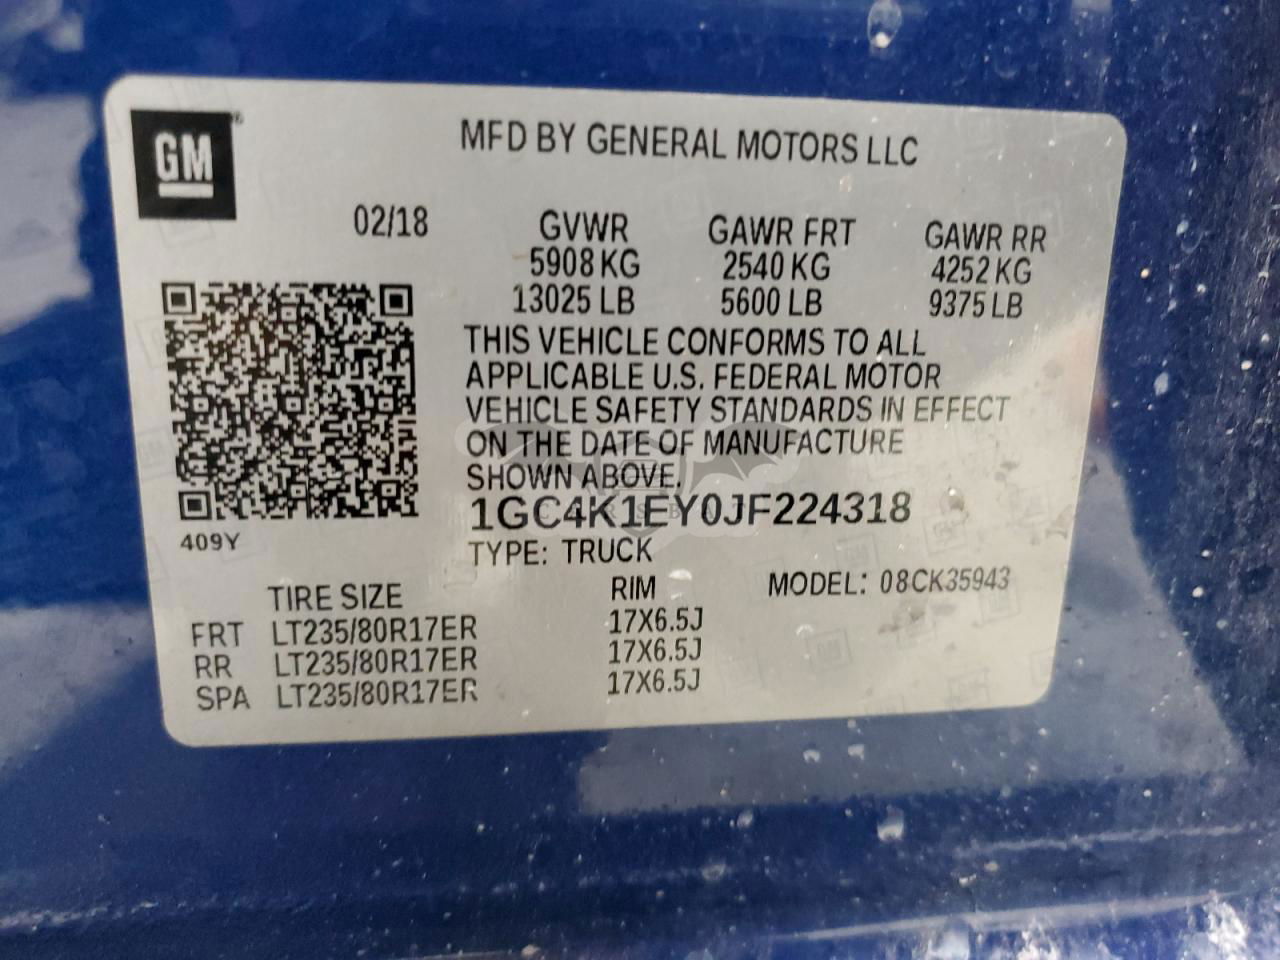 GM
MFD BY GENERAL MOTORS LLC
02/18 GVWR GAWR FRT GAWR RR
5908 KG 2540 KG 4252 KG
13025 LB 5600 LB 9375 LB
THIS VEHICLE CONFORMS TO ALL
APPLICABLE U.S. FEDERAL MOTOR
VEHICLE SAFETY STANDARDS IN EFFECT
ON THE DATE OF MANUFACTURE
SHOWN ABOVE.
1GC4K1EY0JF224318
409Y
TYPE: TRUCK
TIRE SIZE RIM MODEL: 08CK35943
FRT LT235/80R17ER 17X6.5J
RR LT235/80R17ER 17X6.5J
SPA LT235/80R17ER 17X6.5J